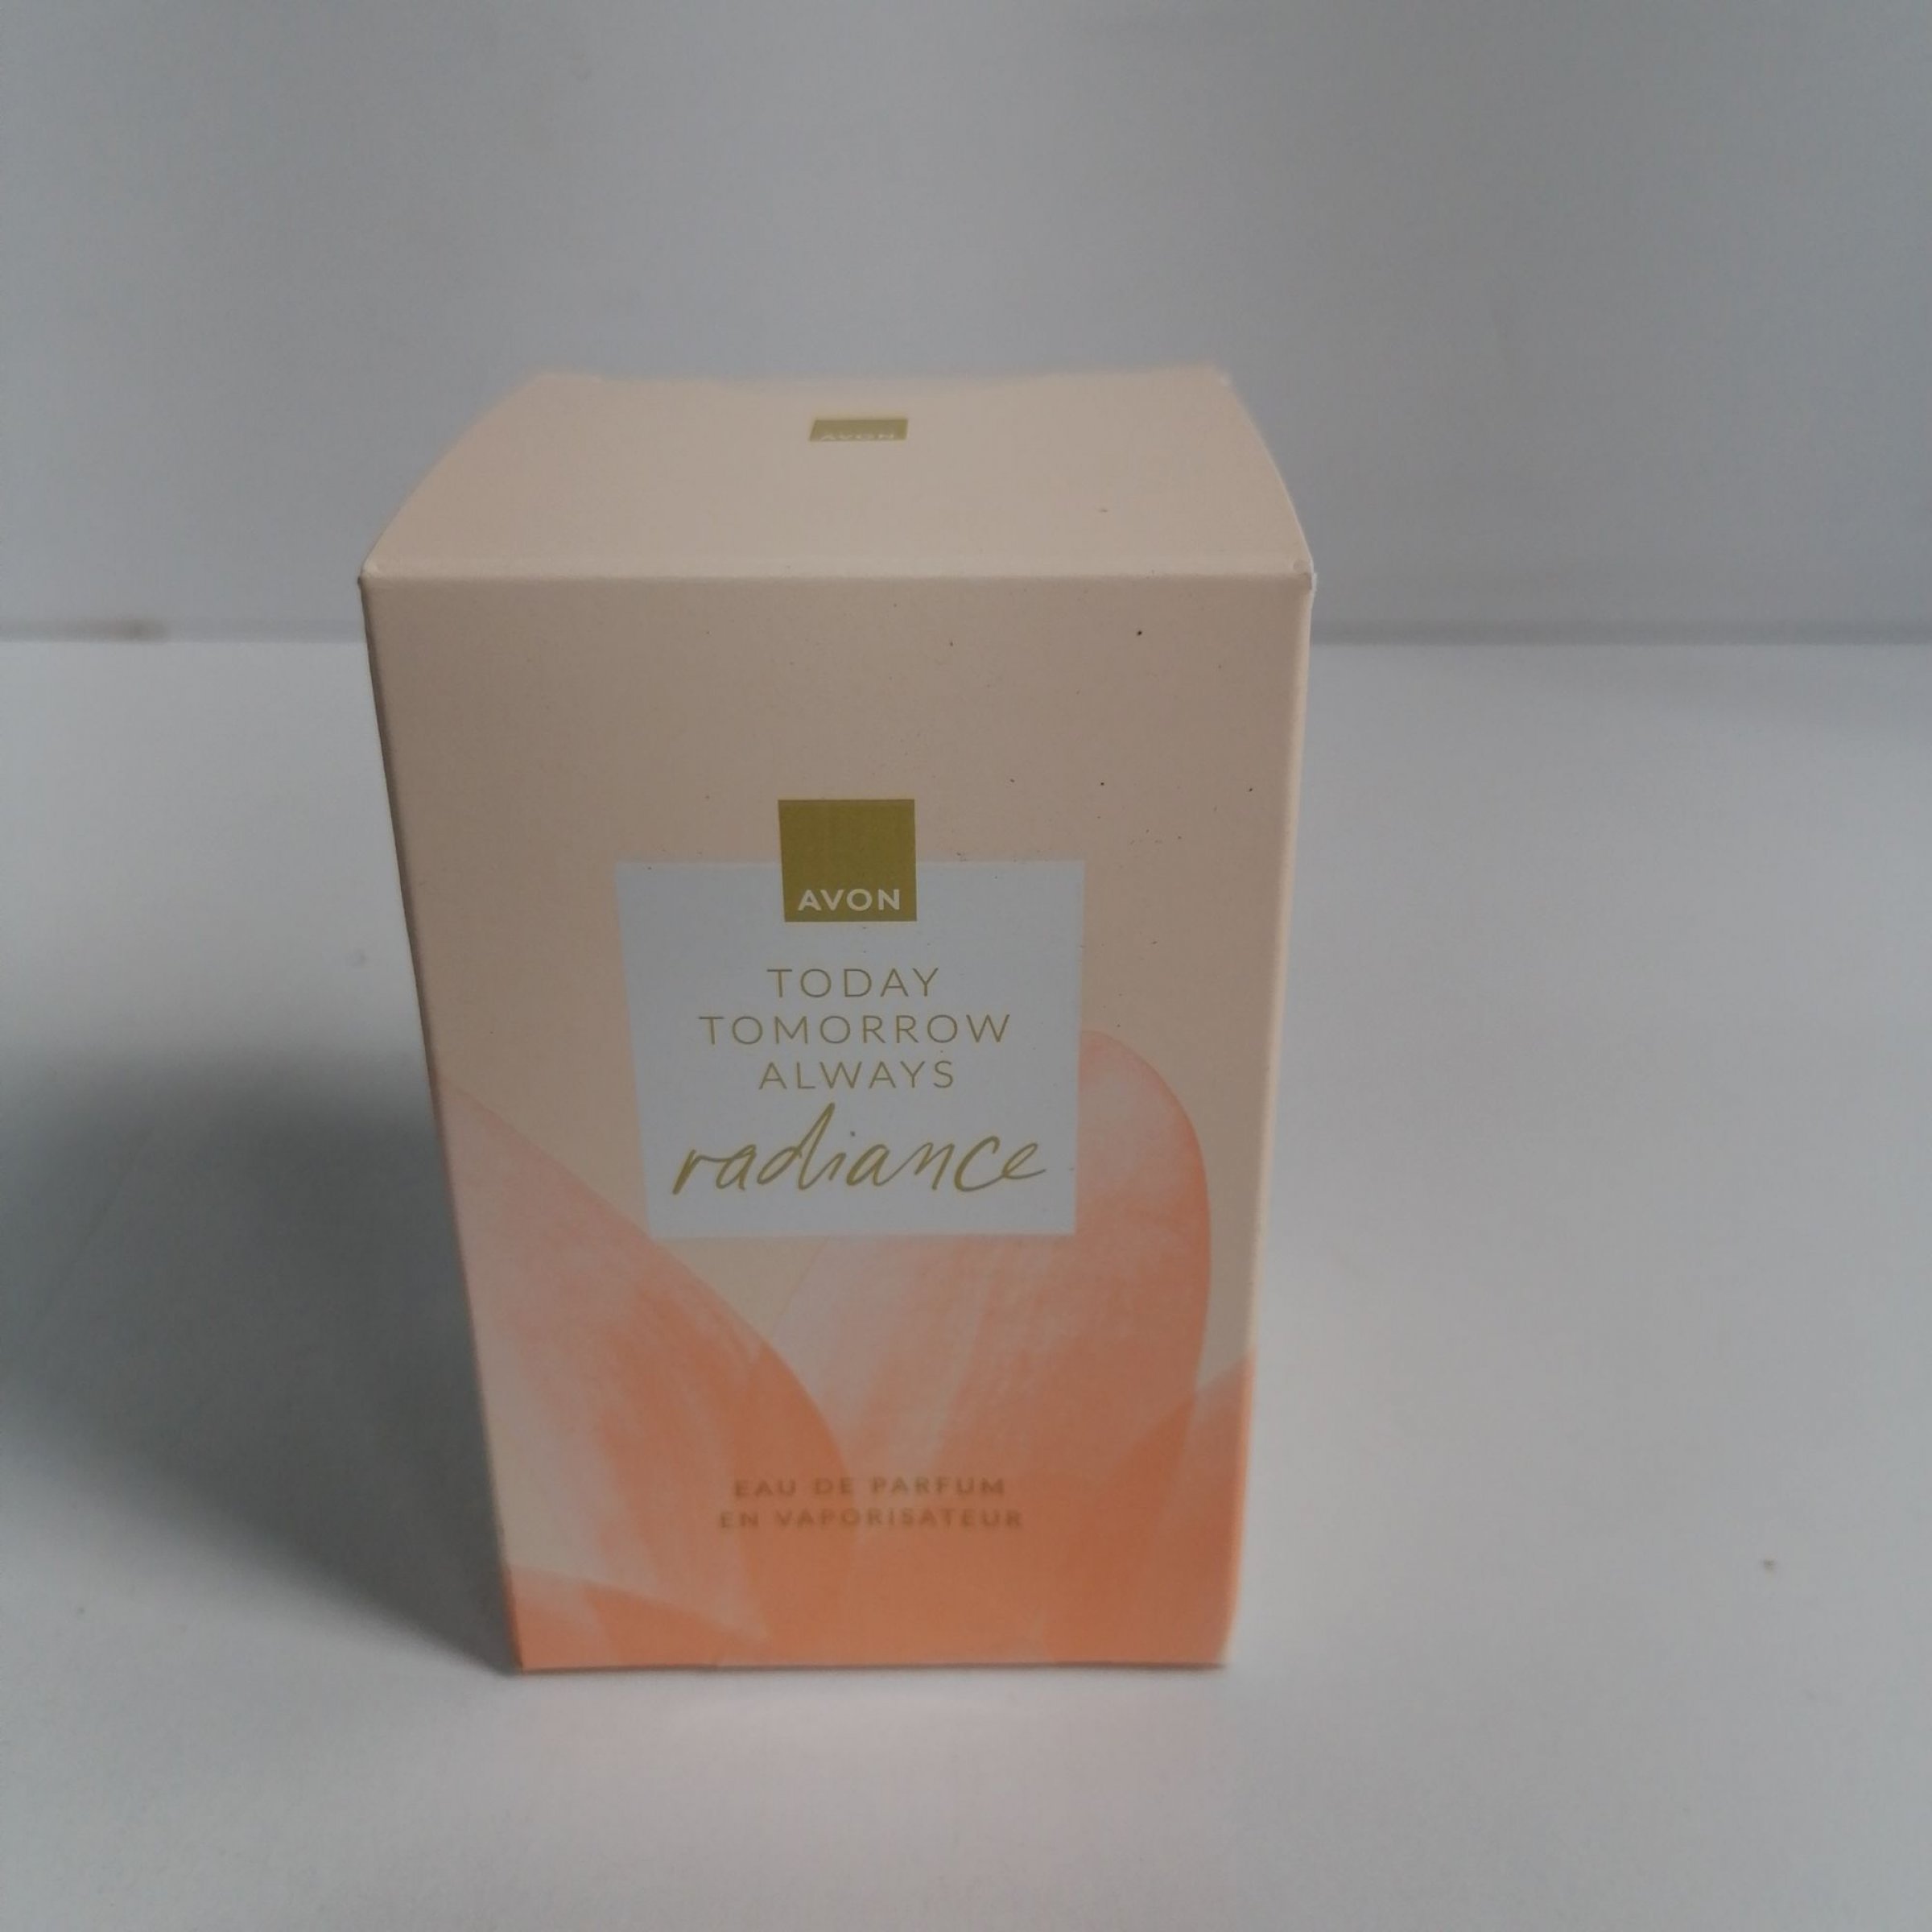 AVON
AVON
TODAY
TOMORROW
ALWAYS
radiance
EAU DE PARFUM
EN VAPORISATEUR